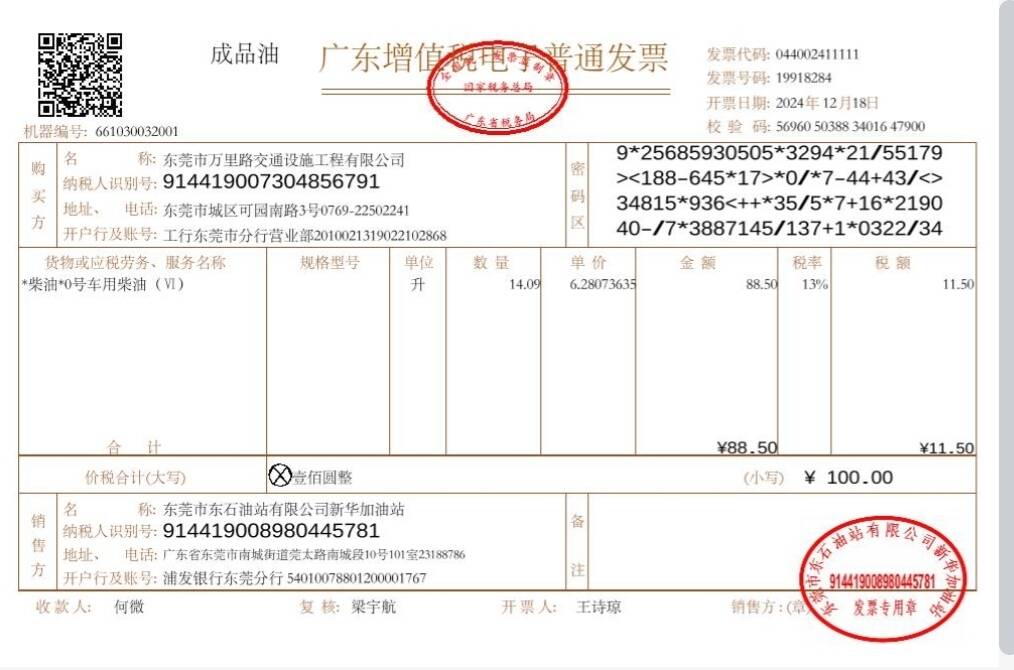 成品油
广东增值税电子普通发票
全国统一发票监制章
国家税务总局
广东省税务局
发票代码: 044002411111
发票号码: 19918284
开票日期: 2024年12月18日
校 验 码: 56960 50388 34016 47900
机器编号: 661030032001
购买方
名 称: 东莞市万里路交通设施工程有限公司
纳税人识别号: 914419007304856791
地址、 电话: 东莞市城区可园南路3号0769-22502241
开户行及账号: 工行东莞市分行营业部2010021319022102868
密码区
9*25685930505*3294*21/55179
><188-645*17>*0/*7-44+43/<>
34815*936<++*35/5*7+16*2190
40-/7*3887145/137+1*0322/34
货物或应税劳务、服务名称 规格型号 单位 数 量 单 价 金 额 税率 税 额
*柴油*0号车用柴油（Ⅵ） 升 14.09 6.28073635 88.50 13% 11.50
合 计 ¥88.50 ¥11.50
价税合计(大写) 壹佰圆整 (小写) ¥ 100.00
销售方
名 称: 东莞市东石油站有限公司新华加油站
纳税人识别号: 914419008980445781
地址、 电话: 广东省东莞市南城街道莞太路南城段10号101室23188786
开户行及账号: 浦发银行东莞分行 54010078801200001767
备注
收款人: 何微 复 核: 梁宇航 开票人: 王诗琼 销售方:(章)
东莞市东石油站有限公司新华加油站
914419008980445781
发票专用章